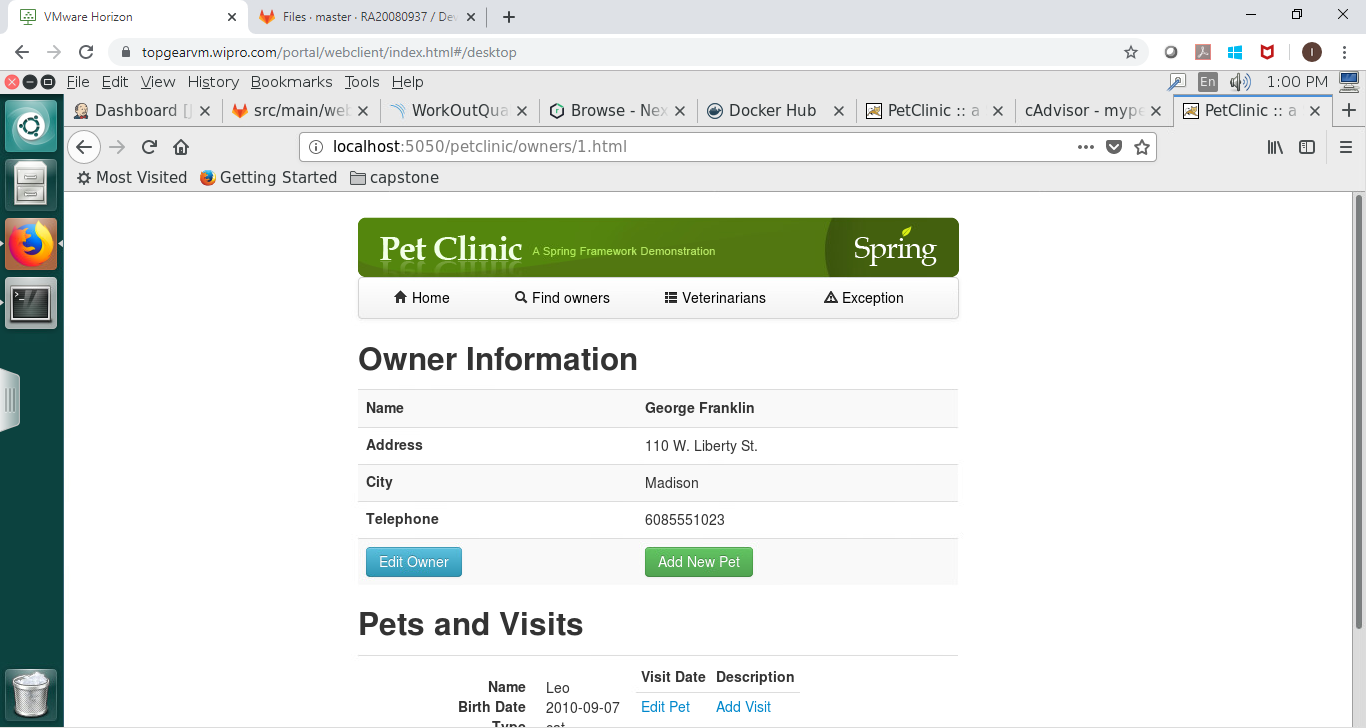 VMware Horizon
Files · master · RA20080937 / De
topgearvm.wipro.com/portal/webclient/index.html#/desktop
I
File Edit View History Bookmarks Tools Help
En
1:00 PM
Dashboard [
src/main/web
WorkOutQua
Browse - Nex
Docker Hub
PetClinic :: a
cAdvisor - mype
PetClinic :: a
localhost:5050/petclinic/owners/1.html
Most Visited
Getting Started
capstone
Pet Clinic A Spring Framework Demonstration
Spring
Home
Find owners
Veterinarians
Exception
Owner Information
Name George Franklin
Address 110 W. Liberty St.
City Madison
Telephone 6085551023
Edit Owner Add New Pet
Pets and Visits
Visit Date Description
Name Leo
Birth Date 2010-09-07 Edit Pet Add Visit
Type cat